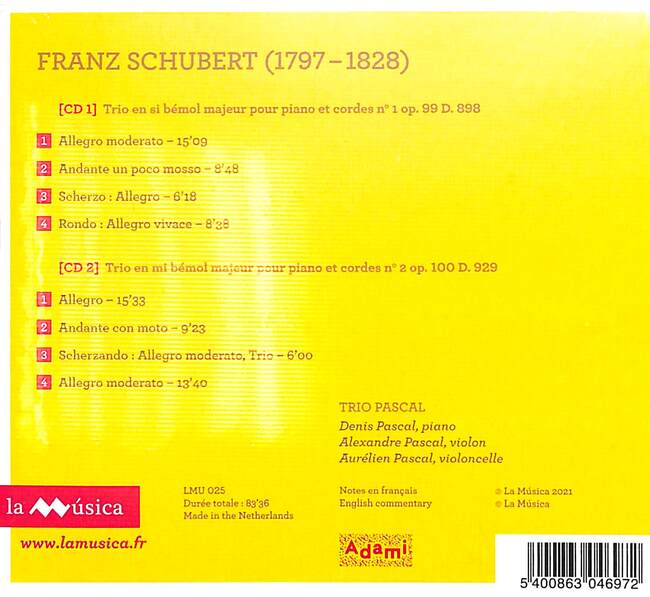 FRANZ SCHUBERT (1797–1828)
[CD 1] Trio en si bémol majeur pour piano et cordes n° 1 op. 99 D. 898
1 Allegro moderato – 15'09
2 Andante un poco mosso – 8'48
3 Scherzo : Allegro – 6'18
4 Rondo : Allegro vivace – 8'38
[CD 2] Trio en mi bémol majeur pour piano et cordes n° 2 op. 100 D. 929
1 Allegro – 15'33
2 Andante con moto – 9'23
3 Scherzando : Allegro moderato, Trio – 6'00
4 Allegro moderato – 13'40
TRIO PASCAL
Denis Pascal, piano
Alexandre Pascal, violon
Aurélien Pascal, violoncelle
la Música
www.lamusica.fr
LMU 025
Durée totale : 83'36
Made in the Netherlands
Notes en français
English commentary
℗ La Música 2021
© La Música
Adami
5 400863 046972